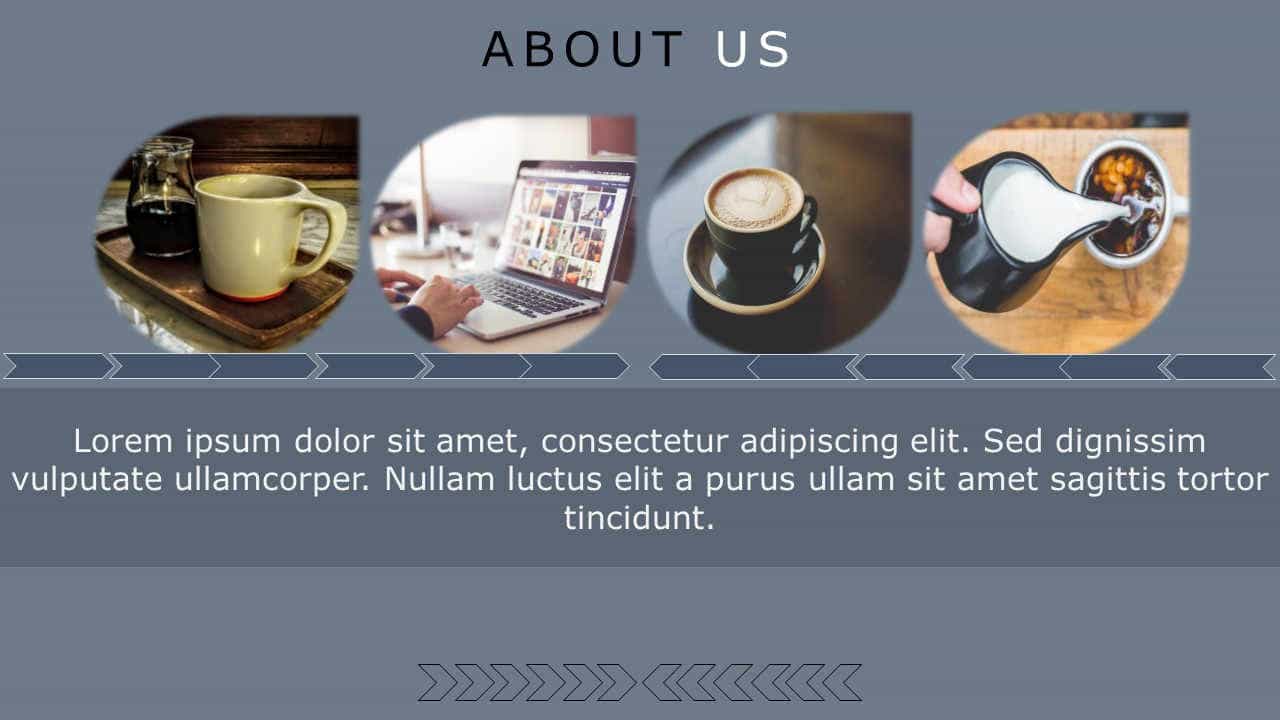 ABOUT US
Lorem ipsum dolor sit amet, consectetur adipiscing elit. Sed dignissim
vulputate ullamcorper. Nullam luctus elit a purus ullam sit amet sagittis tortor
tincidunt.